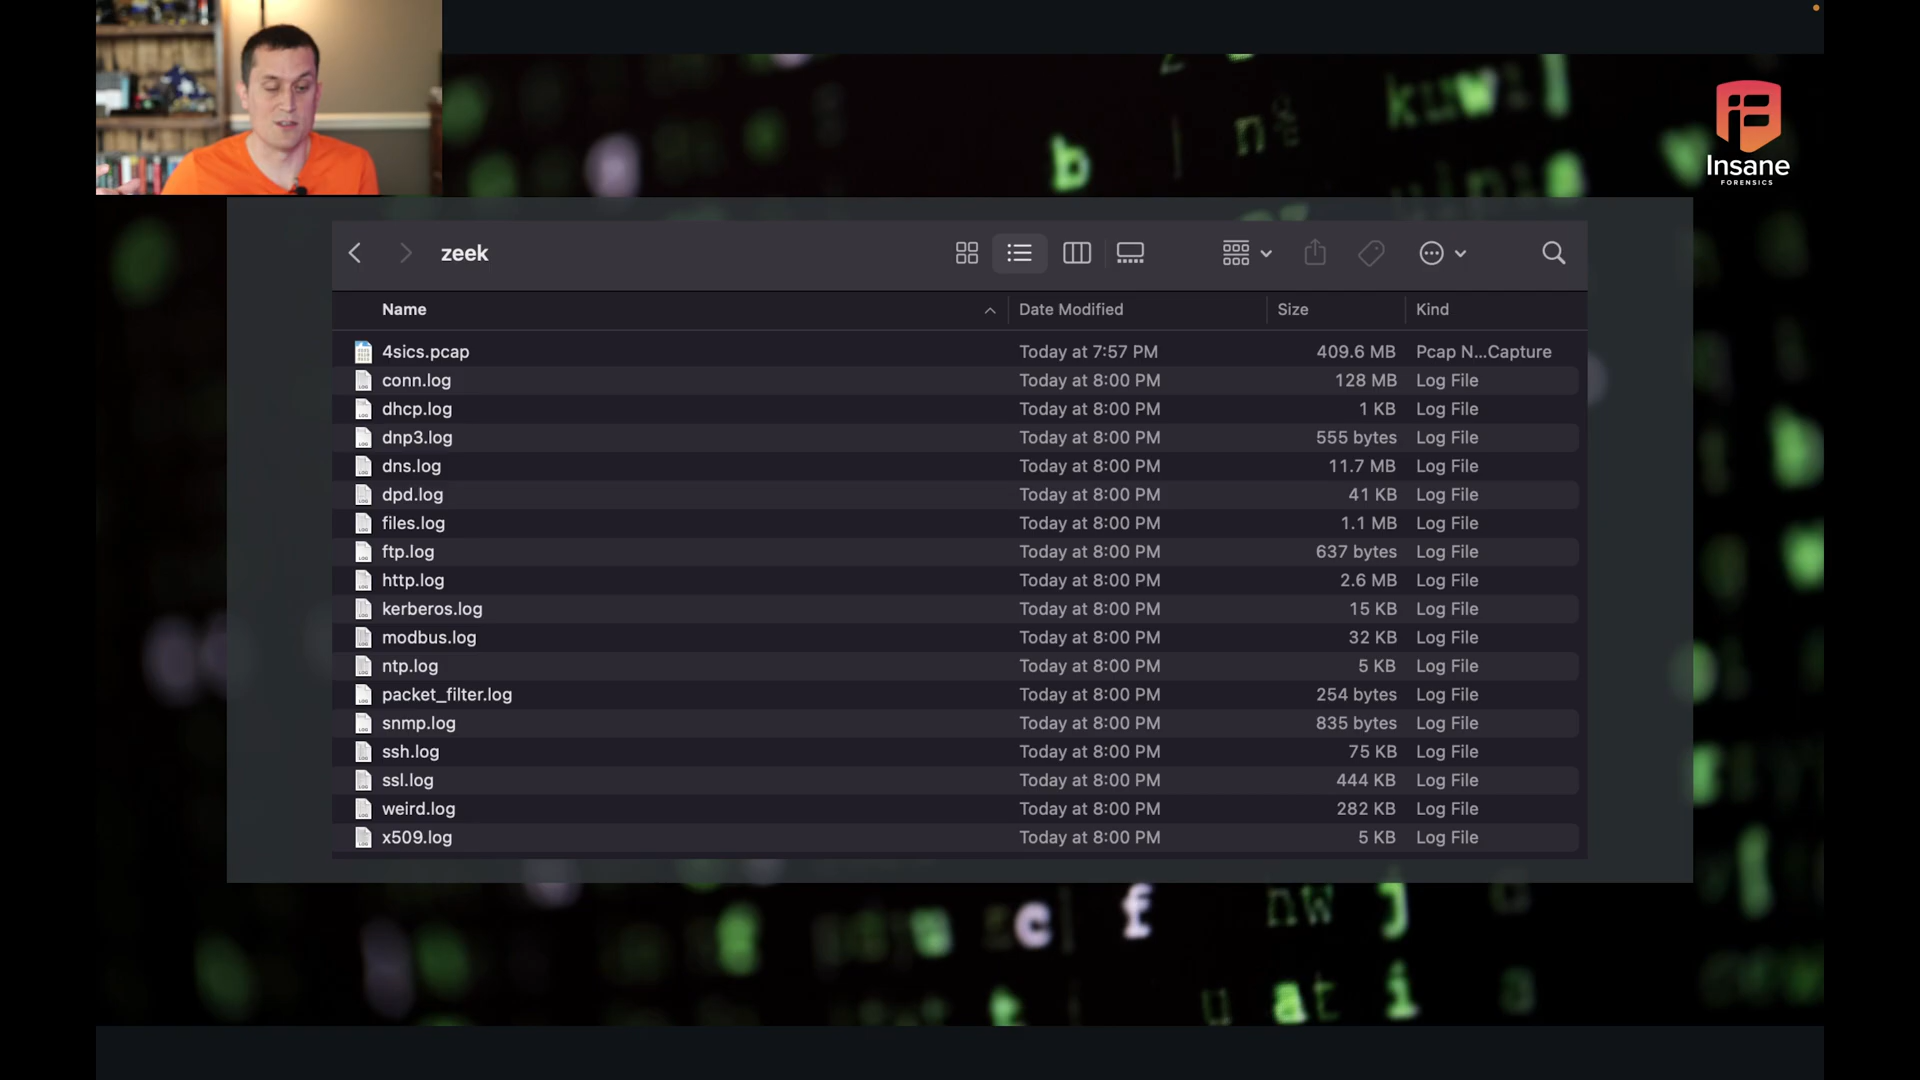 Insane
FORENSICS
zeek
Name Date Modified Size Kind
4sics.pcap Today at 7:57 PM 409.6 MB Pcap N...Capture
conn.log Today at 8:00 PM 128 MB Log File
dhcp.log Today at 8:00 PM 1 KB Log File
dnp3.log Today at 8:00 PM 555 bytes Log File
dns.log Today at 8:00 PM 11.7 MB Log File
dpd.log Today at 8:00 PM 41 KB Log File
files.log Today at 8:00 PM 1.1 MB Log File
ftp.log Today at 8:00 PM 637 bytes Log File
http.log Today at 8:00 PM 2.6 MB Log File
kerberos.log Today at 8:00 PM 15 KB Log File
modbus.log Today at 8:00 PM 32 KB Log File
ntp.log Today at 8:00 PM 5 KB Log File
packet_filter.log Today at 8:00 PM 254 bytes Log File
snmp.log Today at 8:00 PM 835 bytes Log File
ssh.log Today at 8:00 PM 75 KB Log File
ssl.log Today at 8:00 PM 444 KB Log File
weird.log Today at 8:00 PM 282 KB Log File
x509.log Today at 8:00 PM 5 KB Log File